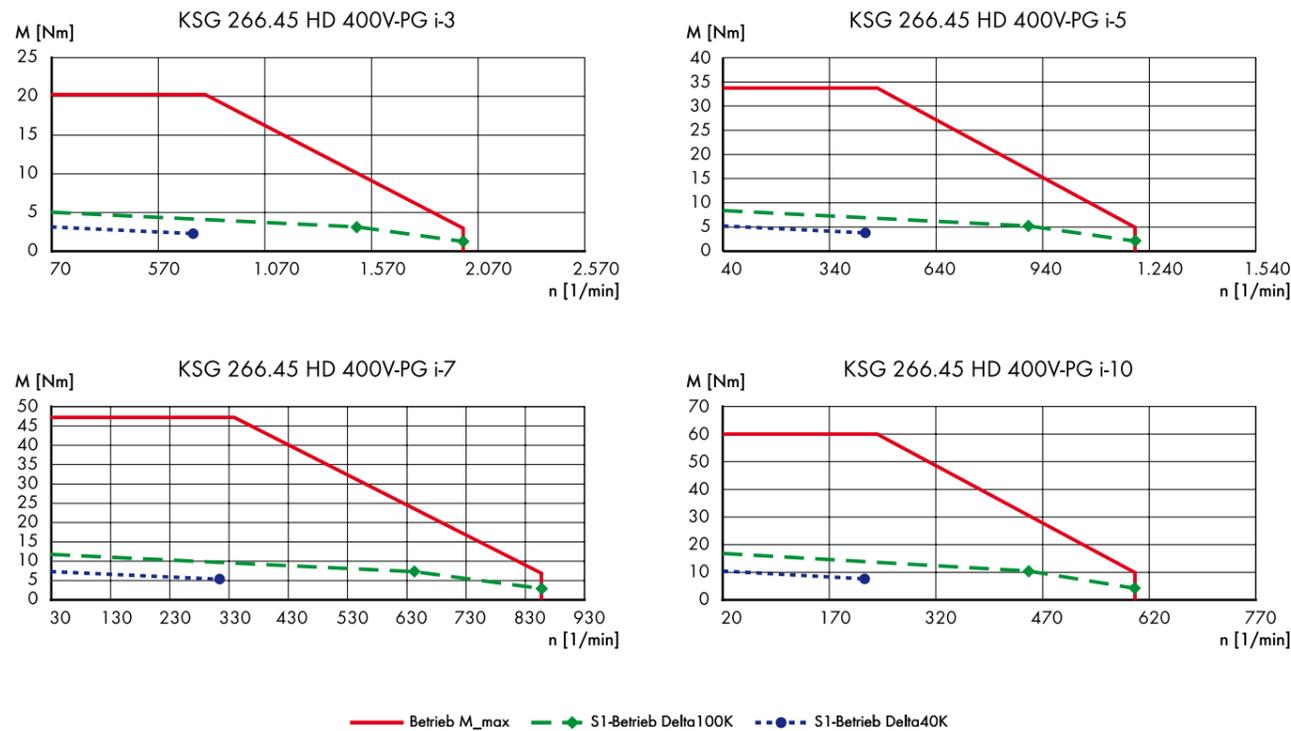 KSG 266.45 HD 400V-PG i-3
M [Nm]
25
20
15
10
5
0
70 570 1.070 1.570 2.070 2.570
n [1/min]
KSG 266.45 HD 400V-PG i-5
M [Nm]
40
35
30
25
20
15
10
5
0
40 340 640 940 1.240 1.540
n [1/min]
KSG 266.45 HD 400V-PG i-7
M [Nm]
50
45
40
35
30
25
20
15
10
5
0
30 130 230 330 430 530 630 730 830 930
n [1/min]
KSG 266.45 HD 400V-PG i-10
M [Nm]
70
60
50
40
30
20
10
0
20 170 320 470 620 770
n [1/min]
Betrieb M_max S1-Betrieb Delta100K S1-Betrieb Delta40K